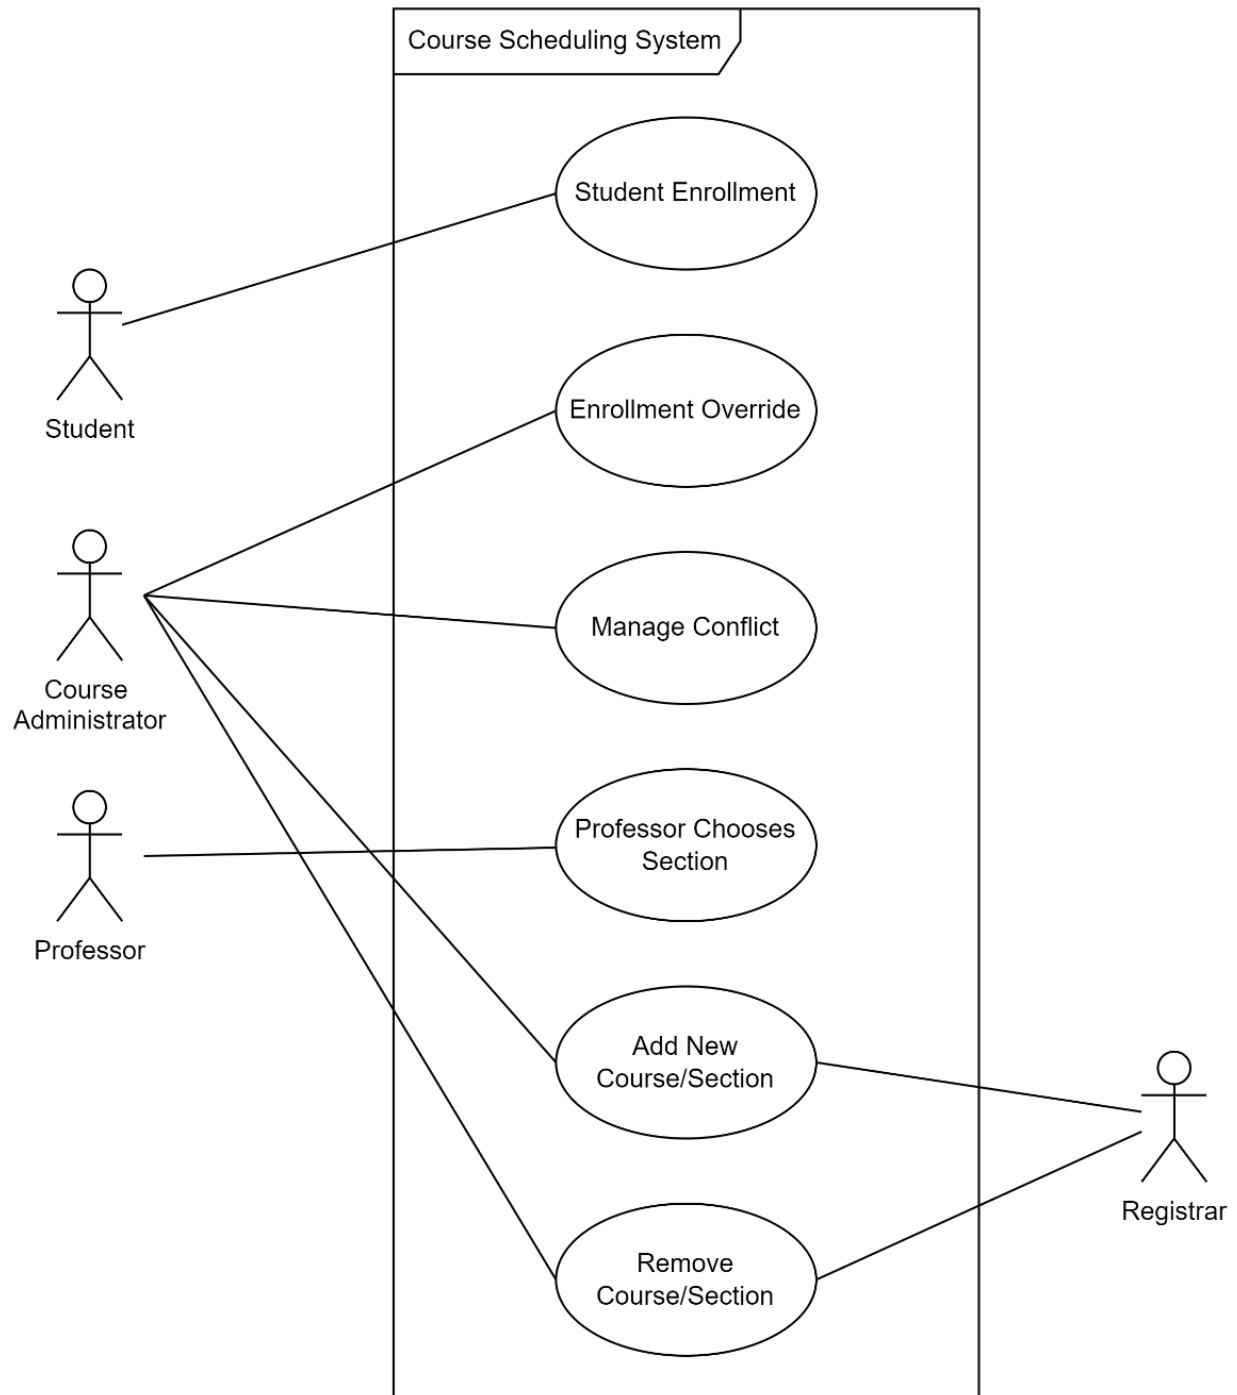 Course Scheduling System
Student Enrollment
Student
Enrollment Override
Course
Administrator
Manage Conflict
Professor Chooses
Section
Professor
Add New
Course/Section
Registrar
Remove
Course/Section